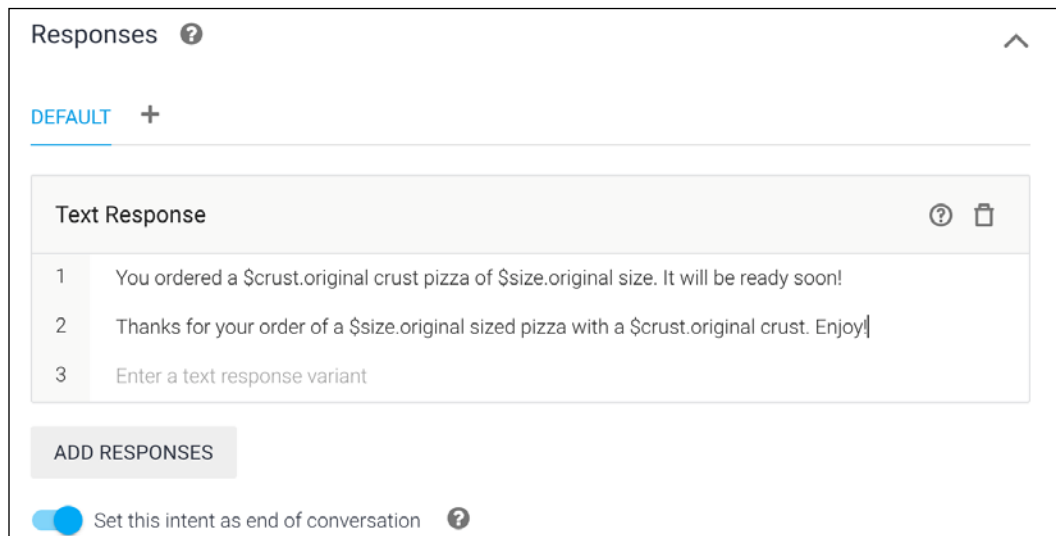 Responses
DEFAULT +
Text Response
1 You ordered a $crust.original crust pizza of $size.original size. It will be ready soon!
2 Thanks for your order of a $size.original sized pizza with a $crust.original crust. Enjoy!
3 Enter a text response variant
ADD RESPONSES
Set this intent as end of conversation